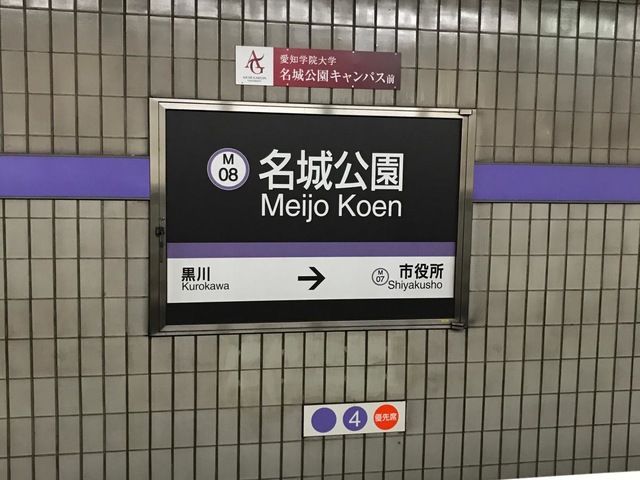 愛知学院大学
名城公園キャンパス前
M
08
名城公園
Meijo Koen
黒川
Kurokawa
→
M
07
市役所
Shiyakusho
4
優先席